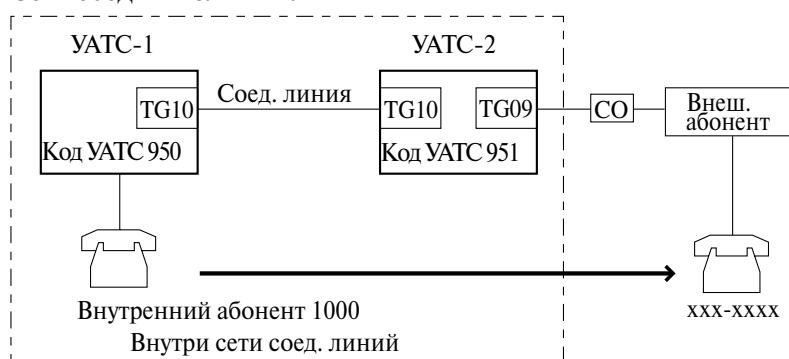 УАТС-1 УАТС-2
TG10 Соед. линия TG10 TG09 CO Внеш. абонент
Код УАТС 950 Код УАТС 951
Внутренний абонент 1000 xxx-xxxx
Внутри сети соед. линий